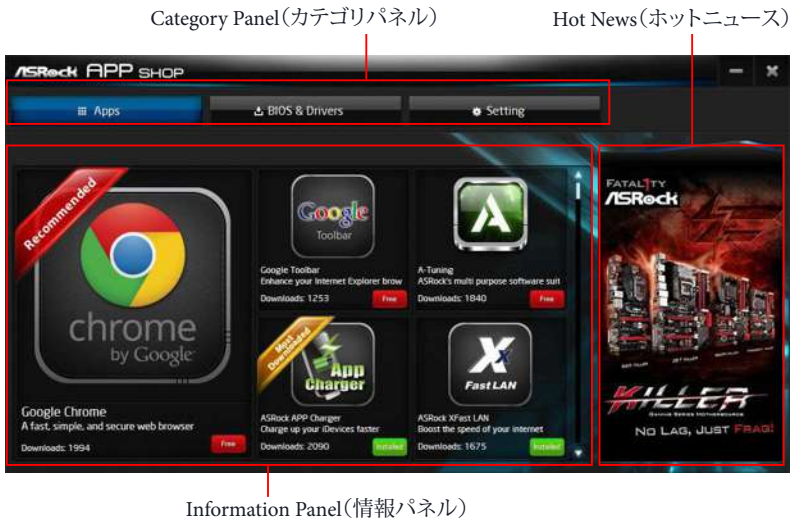 Category Panel（カテゴリパネル）
Hot News（ホットニュース）
ASRock APP SHOP
Apps
BIOS & Drivers
Setting
Recommended
chrome
by Google
Google Chrome
A fast, simple, and secure web browser
Downloads: 1994
Free
Google
Toolbar
Google Toolbar
Enhance your Internet Explorer brow
Downloads: 1253
Free
A-Tuning
ASRock's multi purpose software suit
Downloads: 1840
Free
Most
Downloaded
App
Charger
ASRock APP Charger
Charge up your iDevices faster
Downloads: 2090
Installed
X
Fast LAN
ASRock XFast LAN
Boost the speed of your internet
Downloads: 1675
Installed
FATAL1TY
ASRock
KILLER
GAMING SERIES MOTHERBOARDS
NO LAG, JUST FRAG!
Information Panel（情報パネル）